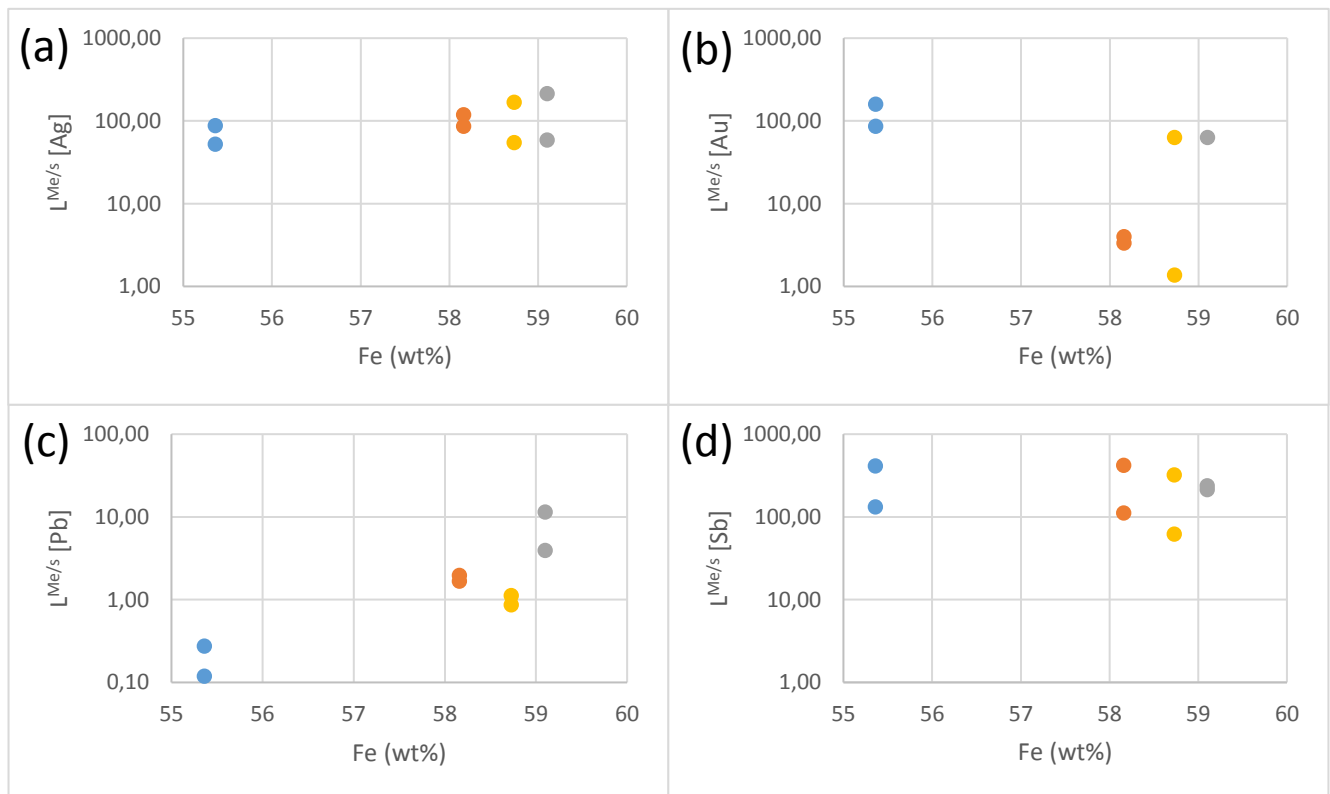 (a)
1000,00
100,00
10,00
1,00
L^Me/s [Ag]
55 56 57 58 59 60
Fe (wt%)
(b)
1000,00
100,00
10,00
1,00
L^Me/s [Au]
55 56 57 58 59 60
Fe (wt%)
(c)
100,00
10,00
1,00
0,10
L^Me/s [Pb]
55 56 57 58 59 60
Fe (wt%)
(d)
1000,00
100,00
10,00
1,00
L^Me/s [Sb]
55 56 57 58 59 60
Fe (wt%)